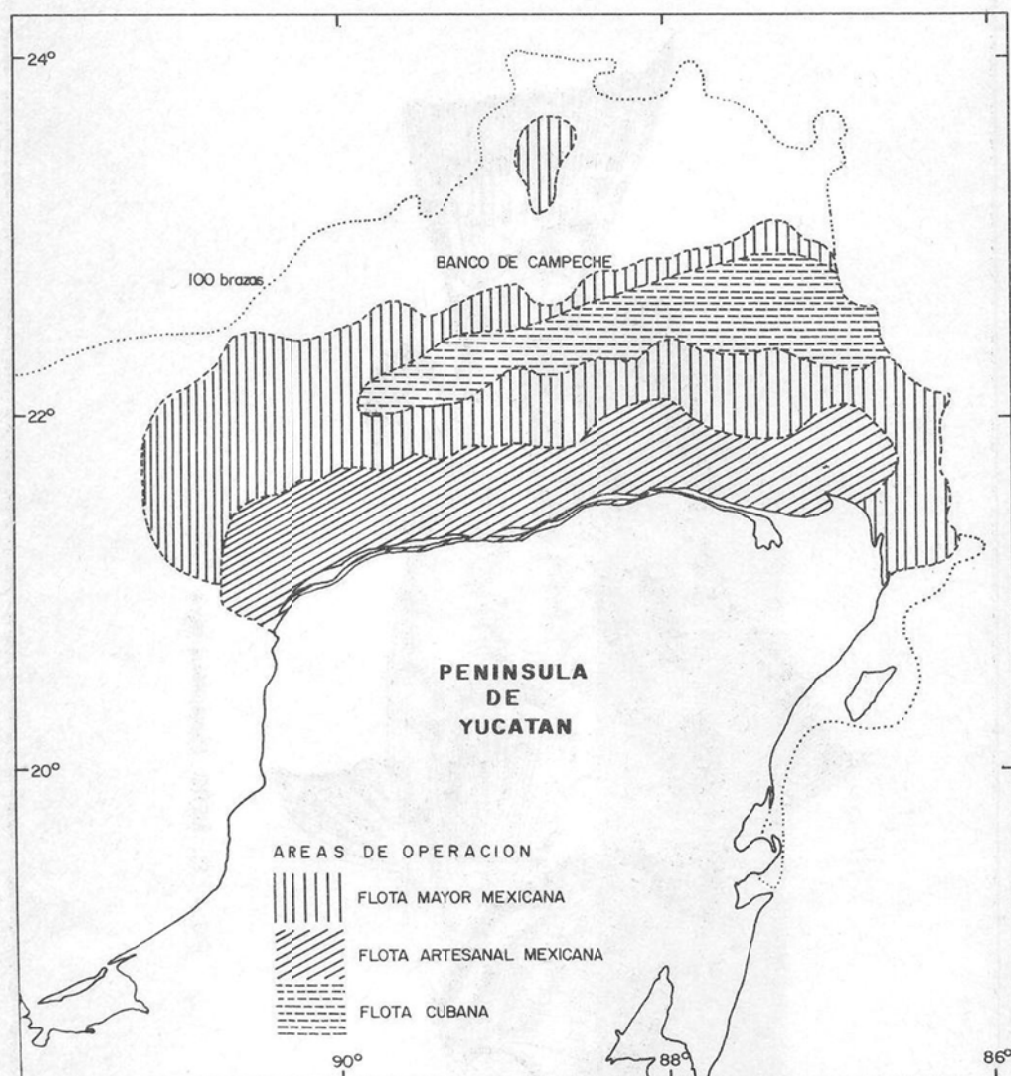 24°
100 brazas
BANCO DE CAMPECHE
22°
PENINSULA
DE
YUCATAN
20°
AREAS DE OPERACION
FLOTA MAYOR MEXICANA
FLOTA ARTESANAL MEXICANA
FLOTA CUBANA
90°
88°
86°